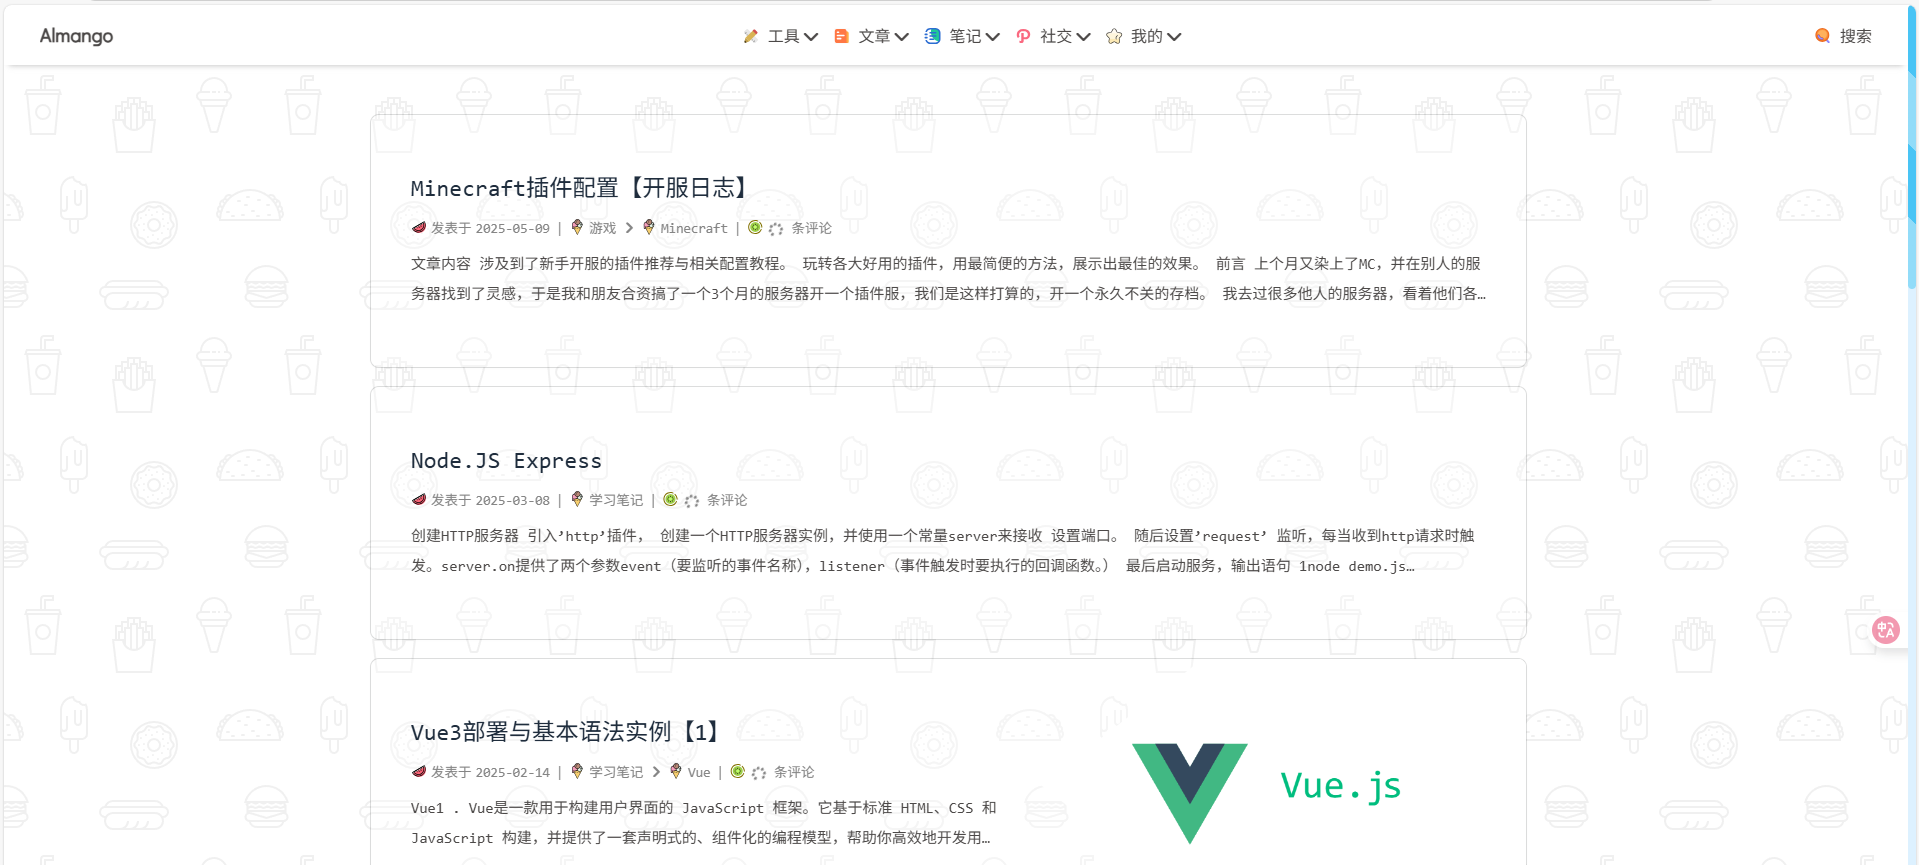 Almango
工具 文章 笔记 社交 我的
搜索
Minecraft插件配置【开服日志】
发表于 2025-05-09 | 游戏 > Minecraft | 条评论
文章内容 涉及到了新手开服的插件推荐与相关配置教程。 玩转各大好用的插件，用最简便的方法，展示出最佳的效果。 前言 上个月又染上了MC，并在别人的服
务器找到了灵感，于是我和朋友合资搞了一个3个月的服务器开一个插件服，我们是这样打算的，开一个永久不关的存档。 我去过很多他人的服务器，看着他们各…
Node.JS Express
发表于 2025-03-08 | 学习笔记 | 条评论
创建HTTP服务器 引入’http’插件， 创建一个HTTP服务器实例，并使用一个常量server来接收 设置端口。 随后设置’request’ 监听，每当收到http请求时触
发。server.on提供了两个参数event（要监听的事件名称），listener（事件触发时要执行的回调函数。） 最后启动服务，输出语句 1node demo.js…
Vue3部署与基本语法实例【1】
发表于 2025-02-14 | 学习笔记 > Vue | 条评论
Vue1 . Vue是一款用于构建用户界面的 JavaScript 框架。它基于标准 HTML、CSS 和
JavaScript 构建，并提供了一套声明式的、组件化的编程模型，帮助你高效地开发用…
Vue.js
中A